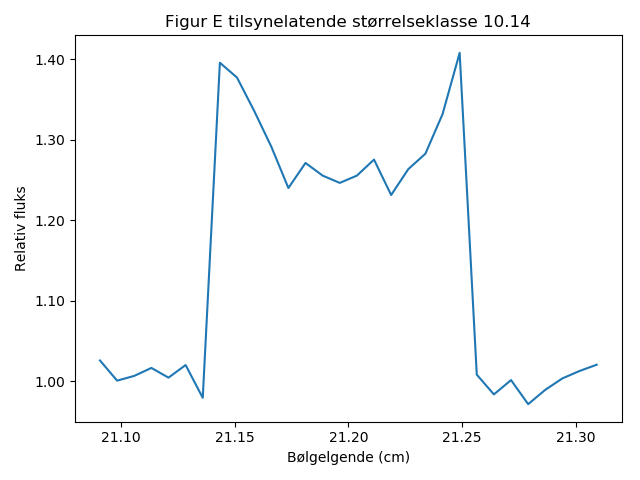 Figur E tilsynelatende størrelseklasse 10.14
1.40
1.30
1.20
1.10
1.00
Relativ fluks
21.10 21.15 21.20 21.25 21.30
Bølgelgende (cm)